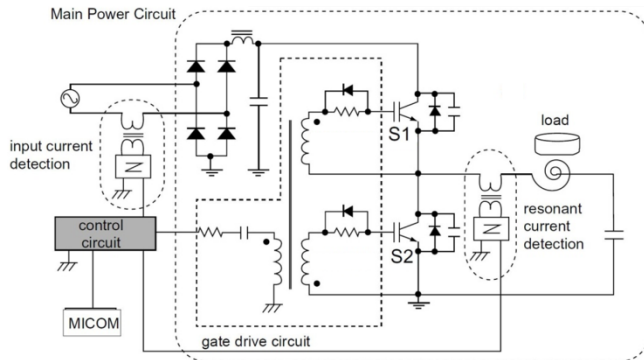 Main Power Circuit
input current
detection
control
circuit
MICOM
gate drive circuit
S1
S2
load
resonant
current
detection
N
N